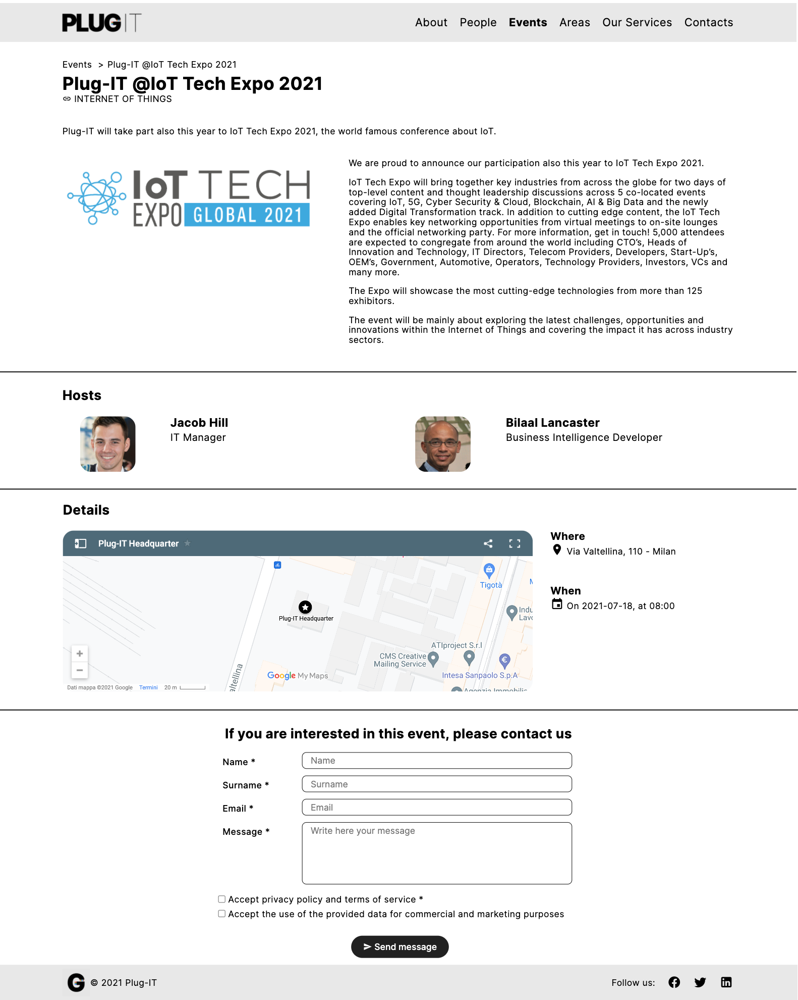 PLUG IT
About People Events Areas Our Services Contacts
Events > Plug-IT @IoT Tech Expo 2021
Plug-IT @IoT Tech Expo 2021
INTERNET OF THINGS
Plug-IT will take part also this year to IoT Tech Expo 2021, the world famous conference about IoT.
IoT TECH
EXPO GLOBAL 2021
We are proud to announce our participation also this year to IoT Tech Expo 2021.
IoT Tech Expo will bring together key industries from across the globe for two days of
top-level content and thought leadership discussions across 5 co-located events
covering IoT, 5G, Cyber Security & Cloud, Blockchain, AI & Big Data and the newly
added Digital Transformation track. In addition to cutting edge content, the IoT Tech
Expo enables key networking opportunities from virtual meetings to on-site lounges
and the official networking party. For more information, get in touch! 5,000 attendees
are expected to congregate from around the world including CTO’s, Heads of
Innovation and Technology, IT Directors, Telecom Providers, Developers, Start-Up’s,
OEM’s, Government, Automotive, Operators, Technology Providers, Investors, VCs and
many more.
The Expo will showcase the most cutting-edge technologies from more than 125
exhibitors.
The event will be mainly about exploring the latest challenges, opportunities and
innovations within the Internet of Things and covering the impact it has across industry
sectors.
Hosts
Jacob Hill
IT Manager
Bilaal Lancaster
Business Intelligence Developer
Details
Plug-IT Headquarter
Tigotà
Plug-IT Headquarter
Indu
Lavo
ATIproject S.r.l
CMS Creative
Mailing Service
Intesa Sanpaolo S.p.A
Google My Maps
altellina
Agenzia Immobilia
Dati mappa ©2021 Google Termini 20 m
Where
Via Valtellina, 110 - Milan
When
On 2021-07-18, at 08:00
If you are interested in this event, please contact us
Name * Name
Surname * Surname
Email * Email
Message * Write here your message
Accept privacy policy and terms of service *
Accept the use of the provided data for commercial and marketing purposes
Send message
G © 2021 Plug-IT
Follow us: